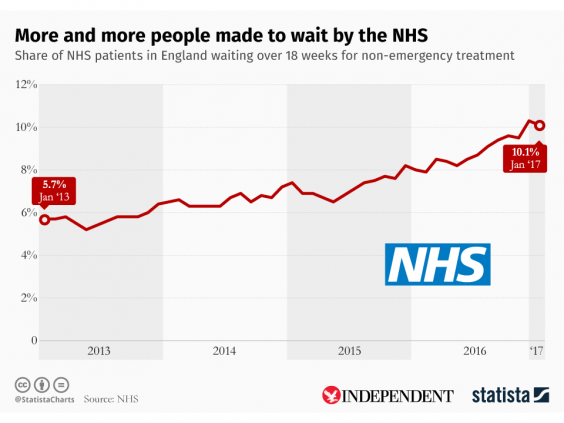 More and more people made to wait by the NHS
Share of NHS patients in England waiting over 18 weeks for non-emergency treatment
12%
10%
8%
6%
4%
2%
0
5.7%
Jan '13
10.1%
Jan '17
NHS
2013 2014 2015 2016 '17
@StatistaCharts Source: NHS
INDEPENDENT statista